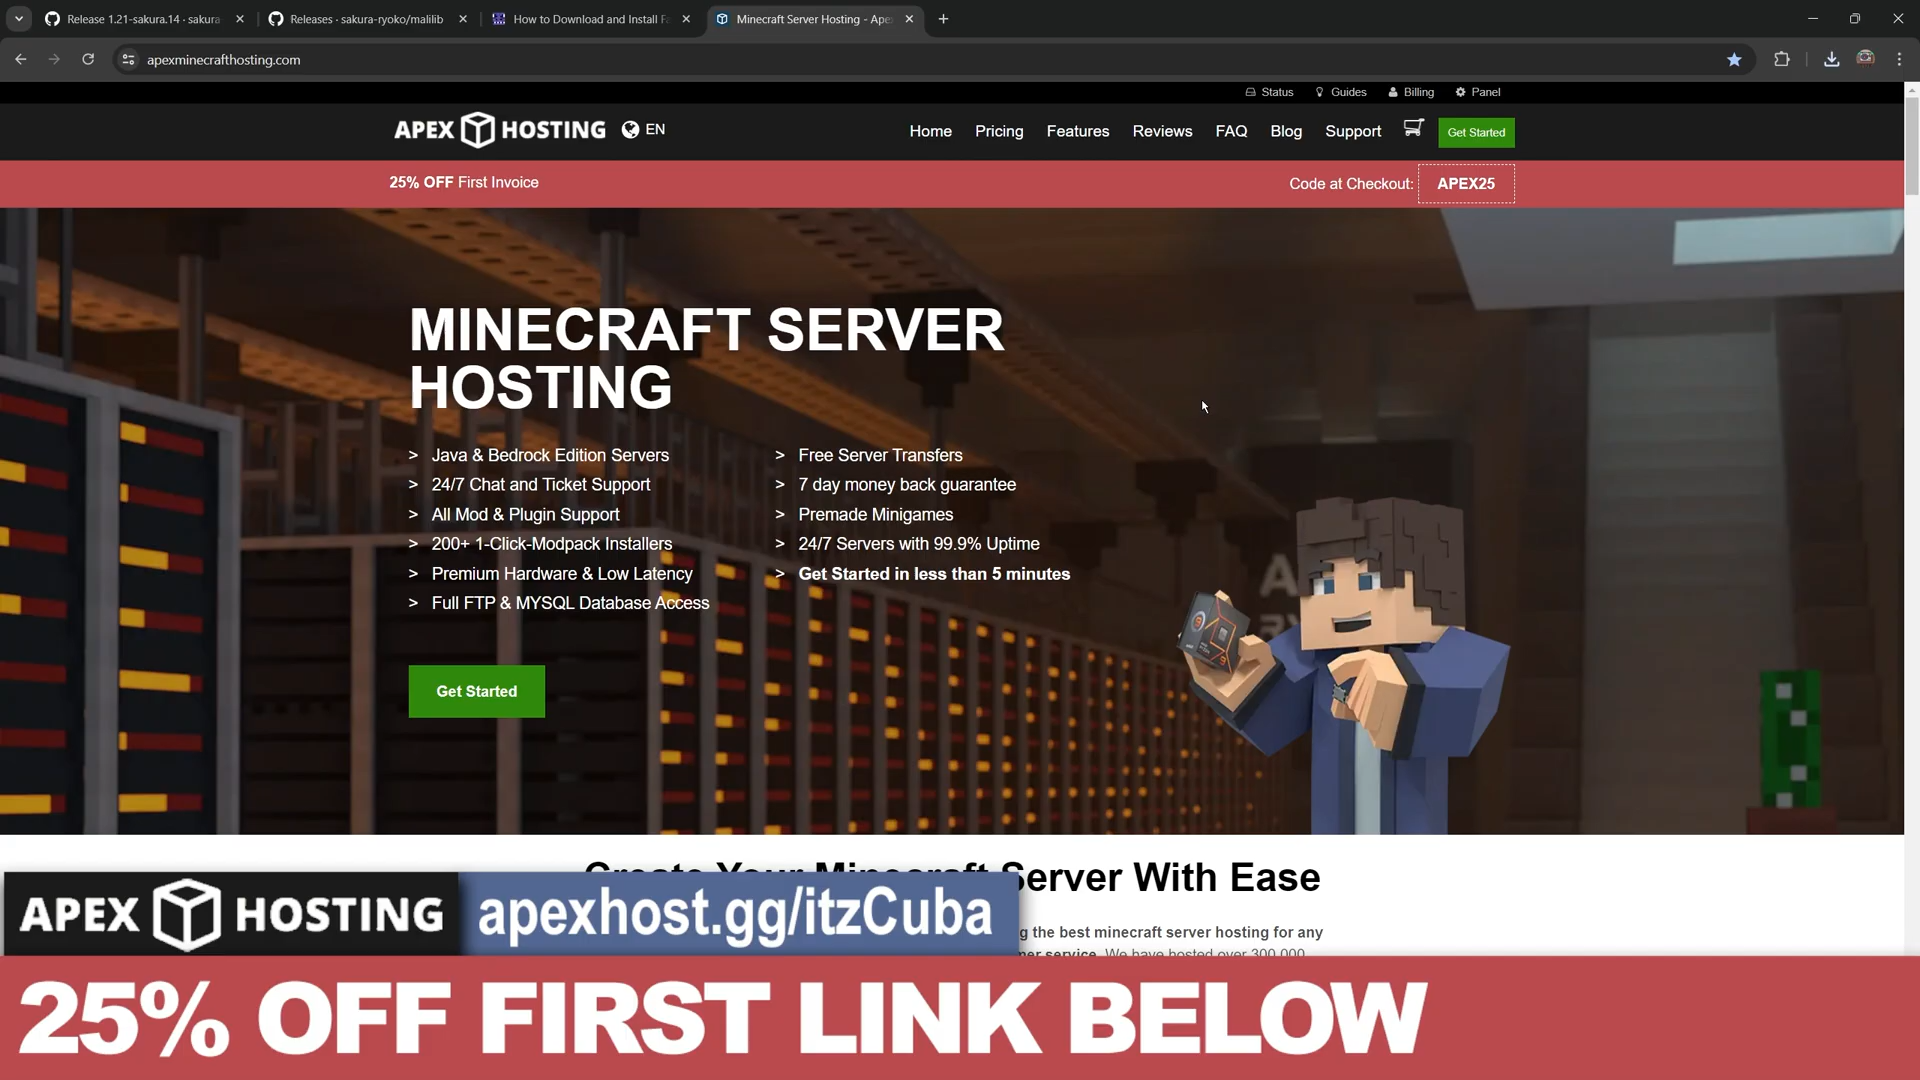 Release 1.21-sakura.14 · sakura
Releases · sakura-ryoko/malilib
How to Download and Install Fa
Minecraft Server Hosting - Apex
apexminecrafthosting.com
Status
Guides
Billing
Panel
APEX HOSTING
EN
Home
Pricing
Features
Reviews
FAQ
Blog
Support
Get Started
25% OFF First Invoice
Code at Checkout: APEX25
MINECRAFT SERVER
HOSTING
> Java & Bedrock Edition Servers
> 24/7 Chat and Ticket Support
> All Mod & Plugin Support
> 200+ 1-Click-Modpack Installers
> Premium Hardware & Low Latency
> Full FTP & MYSQL Database Access
> Free Server Transfers
> 7 day money back guarantee
> Premade Minigames
> 24/7 Servers with 99.9% Uptime
> Get Started in less than 5 minutes
Get Started
Create Your Minecraft Server With Ease
g the best minecraft server hosting for any
mer service. We have hosted over 300,000
APEX HOSTING
apexhost.gg/itzCuba
25% OFF FIRST LINK BELOW